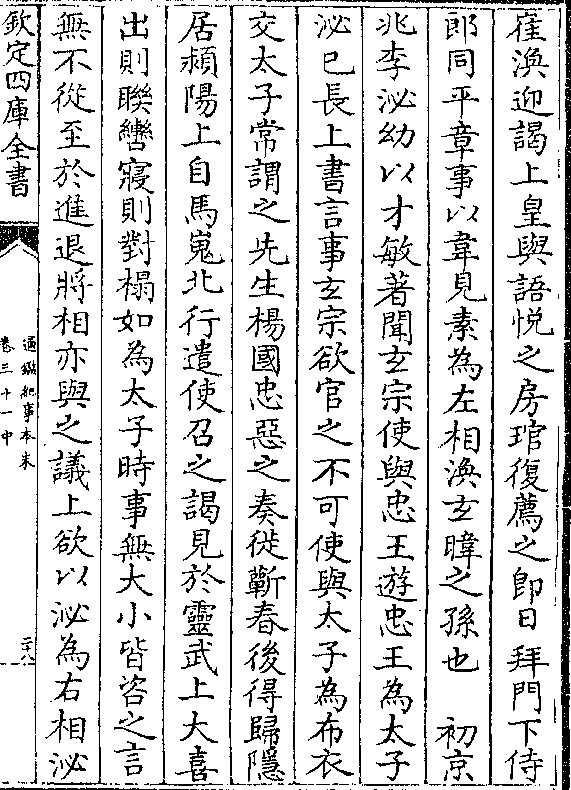 崔渙迎謁上皇與語悦之房琯復薦之即日拜門下侍
郎同平章事以韋見素為左相渙玄暐之孫也　初京
兆李泌幼以才敏著聞玄宗使與忠王遊忠王為太子
泌已長上書言事玄宗欲官之不可使與太子為布衣
交太子常謂之先生楊國忠惡之奏徙蘄春後得歸隱
居潁陽上自馬嵬北行遣使召之謁見於靈武上大喜
出則聯轡寢則對榻如為太子時事無大小皆咨之言
無不從至於進退將相亦與之議上欲以泌為右相泌
欽定四庫全書
通鑑紀事本末
卷三十一中
二十八